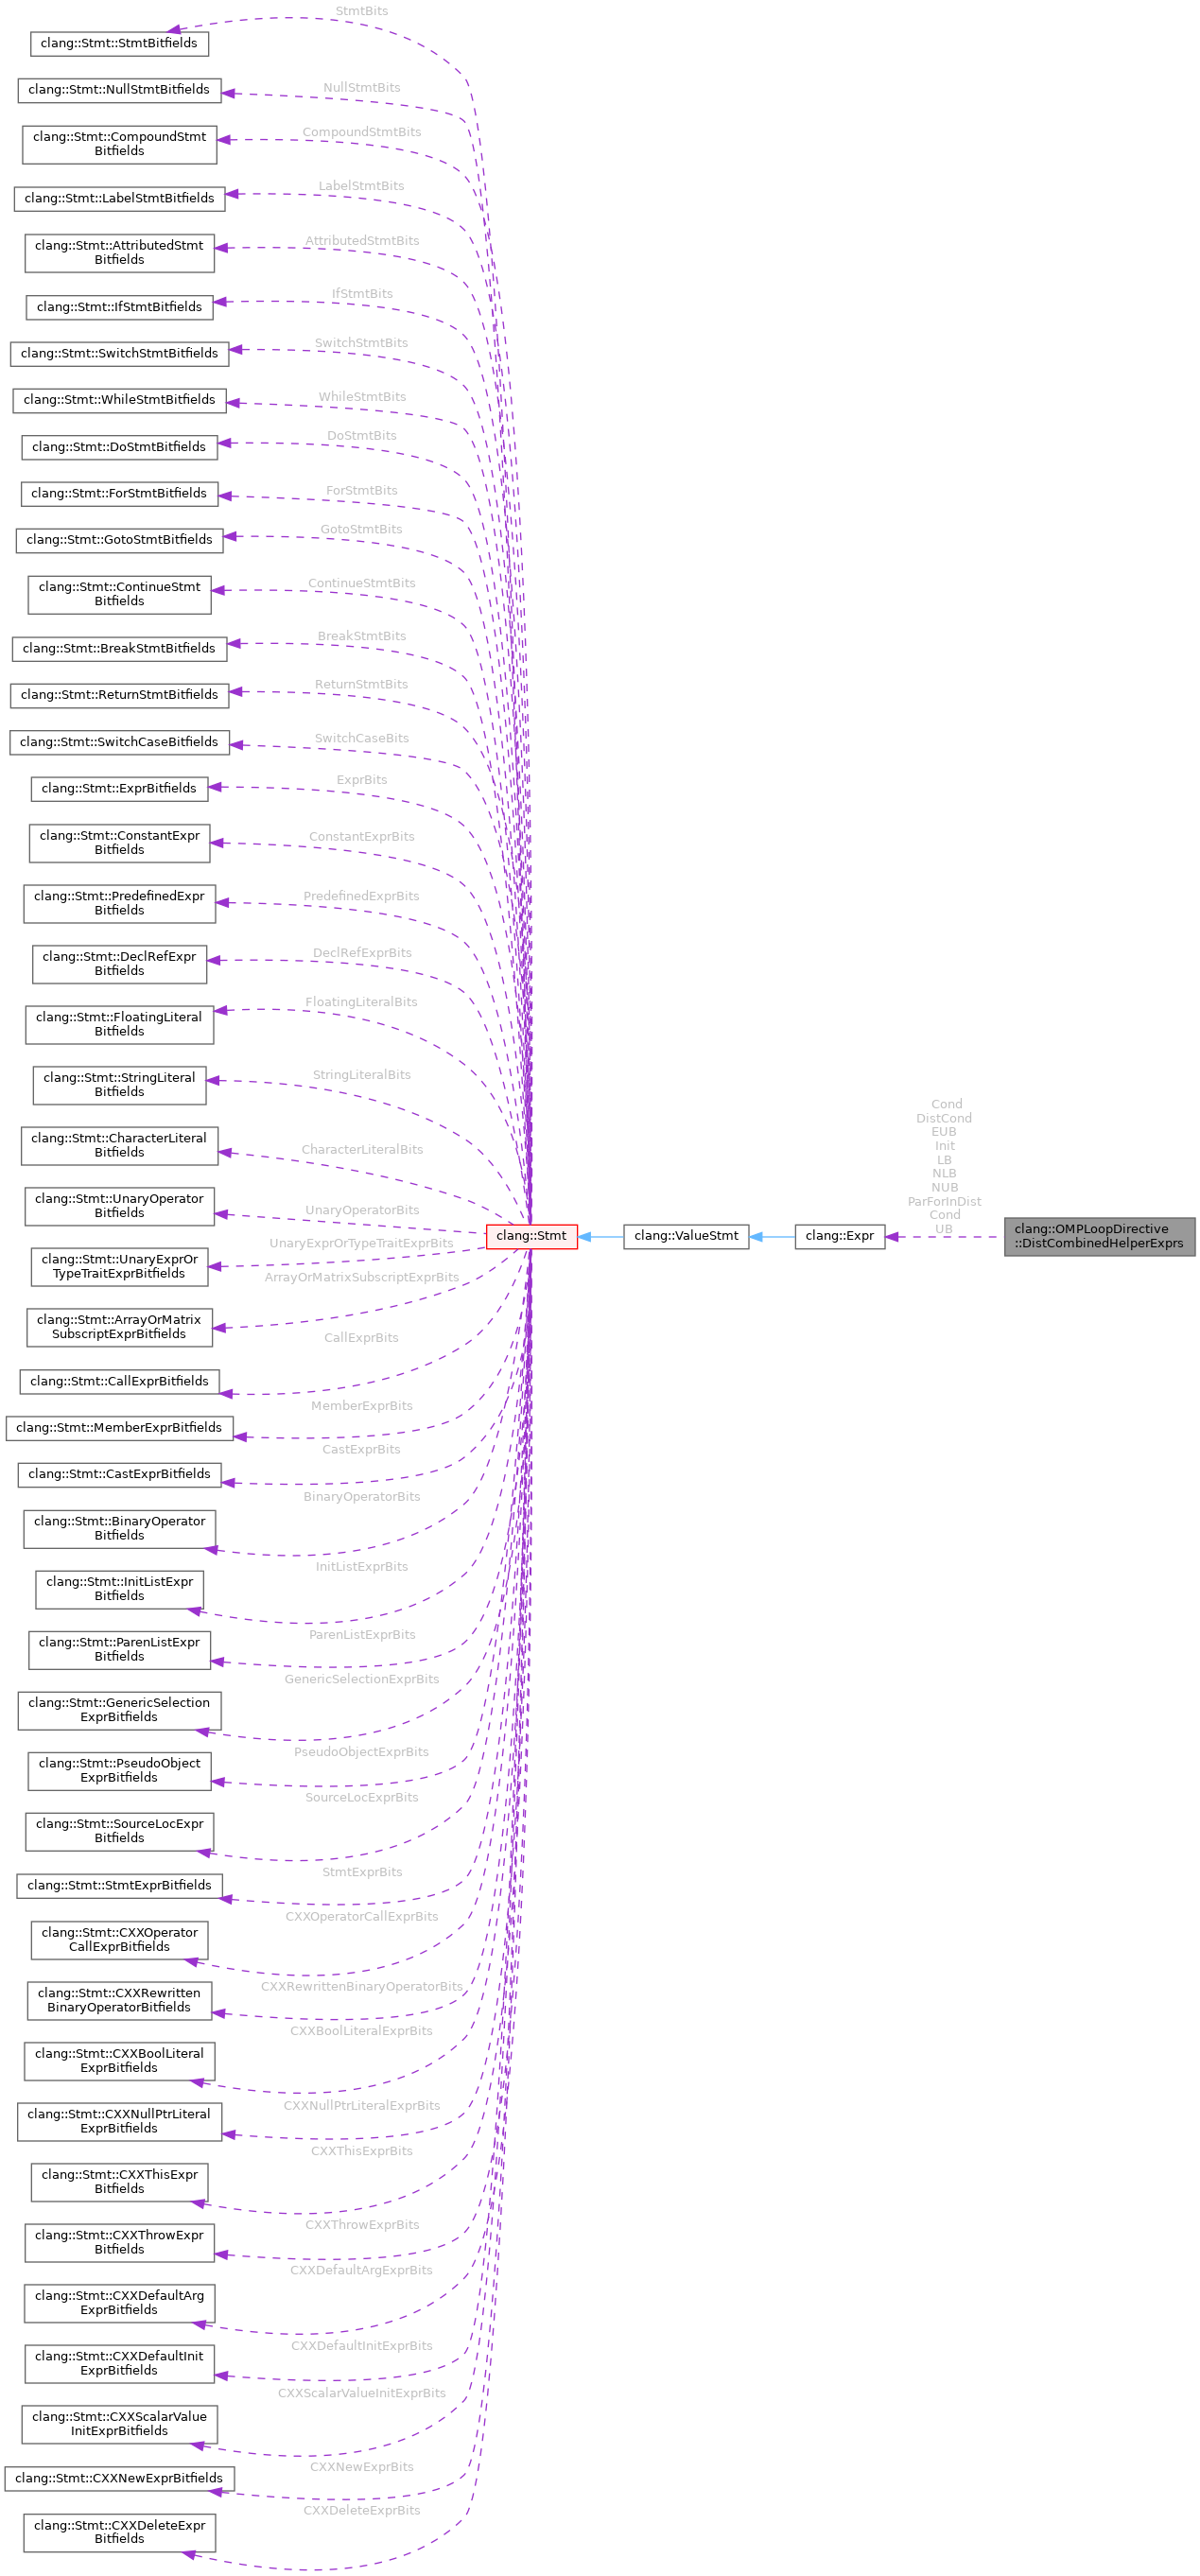 StmtBits
clang::Stmt::StmtBitfields
NullStmtBits
clang::Stmt::NullStmtBitfields
CompoundStmtBits
clang::Stmt::CompoundStmt
Bitfields
LabelStmtBits
clang::Stmt::LabelStmtBitfields
AttributedStmtBits
clang::Stmt::AttributedStmt
Bitfields
IfStmtBits
clang::Stmt::IfStmtBitfields
SwitchStmtBits
clang::Stmt::SwitchStmtBitfields
WhileStmtBits
clang::Stmt::WhileStmtBitfields
DoStmtBits
clang::Stmt::DoStmtBitfields
ForStmtBits
clang::Stmt::ForStmtBitfields
GotoStmtBits
clang::Stmt::GotoStmtBitfields
ContinueStmtBits
clang::Stmt::ContinueStmt
Bitfields
BreakStmtBits
clang::Stmt::BreakStmtBitfields
ReturnStmtBits
clang::Stmt::ReturnStmtBitfields
SwitchCaseBits
clang::Stmt::SwitchCaseBitfields
ExprBits
clang::Stmt::ExprBitfields
ConstantExprBits
clang::Stmt::ConstantExpr
Bitfields
PredefinedExprBits
clang::Stmt::PredefinedExpr
Bitfields
DeclRefExprBits
clang::Stmt::DeclRefExpr
Bitfields
FloatingLiteralBits
clang::Stmt::FloatingLiteral
Bitfields
StringLiteralBits
clang::Stmt::StringLiteral
Bitfields
CharacterLiteralBits
clang::Stmt::CharacterLiteral
Bitfields
UnaryOperatorBits
clang::Stmt::UnaryOperator
Bitfields
UnaryExprOrTypeTraitExprBits
clang::Stmt::UnaryExprOr
TypeTraitExprBitfields
ArrayOrMatrixSubscriptExprBits
clang::Stmt::ArrayOrMatrix
SubscriptExprBitfields
CallExprBits
clang::Stmt::CallExprBitfields
MemberExprBits
clang::Stmt::MemberExprBitfields
CastExprBits
clang::Stmt::CastExprBitfields
BinaryOperatorBits
clang::Stmt::BinaryOperator
Bitfields
InitListExprBits
clang::Stmt::InitListExpr
Bitfields
ParenListExprBits
clang::Stmt::ParenListExpr
Bitfields
GenericSelectionExprBits
clang::Stmt::GenericSelection
ExprBitfields
PseudoObjectExprBits
clang::Stmt::PseudoObject
ExprBitfields
SourceLocExprBits
clang::Stmt::SourceLocExpr
Bitfields
StmtExprBits
clang::Stmt::StmtExprBitfields
CXXOperatorCallExprBits
clang::Stmt::CXXOperator
CallExprBitfields
CXXRewrittenBinaryOperatorBits
clang::Stmt::CXXRewritten
BinaryOperatorBitfields
CXXBoolLiteralExprBits
clang::Stmt::CXXBoolLiteral
ExprBitfields
CXXNullPtrLiteralExprBits
clang::Stmt::CXXNullPtrLiteral
ExprBitfields
CXXThisExprBits
clang::Stmt::CXXThisExpr
Bitfields
CXXThrowExprBits
clang::Stmt::CXXThrowExpr
Bitfields
CXXDefaultArgExprBits
clang::Stmt::CXXDefaultArg
ExprBitfields
CXXDefaultInitExprBits
clang::Stmt::CXXDefaultInit
ExprBitfields
CXXScalarValueInitExprBits
clang::Stmt::CXXScalarValue
InitExprBitfields
CXXNewExprBits
clang::Stmt::CXXNewExprBitfields
CXXDeleteExprBits
clang::Stmt::CXXDeleteExpr
Bitfields
clang::Stmt
clang::ValueStmt
clang::Expr
Cond
DistCond
EUB
Init
LB
NLB
NUB
ParForInDist
Cond
UB
clang::OMPLoopDirective
::DistCombinedHelperExprs